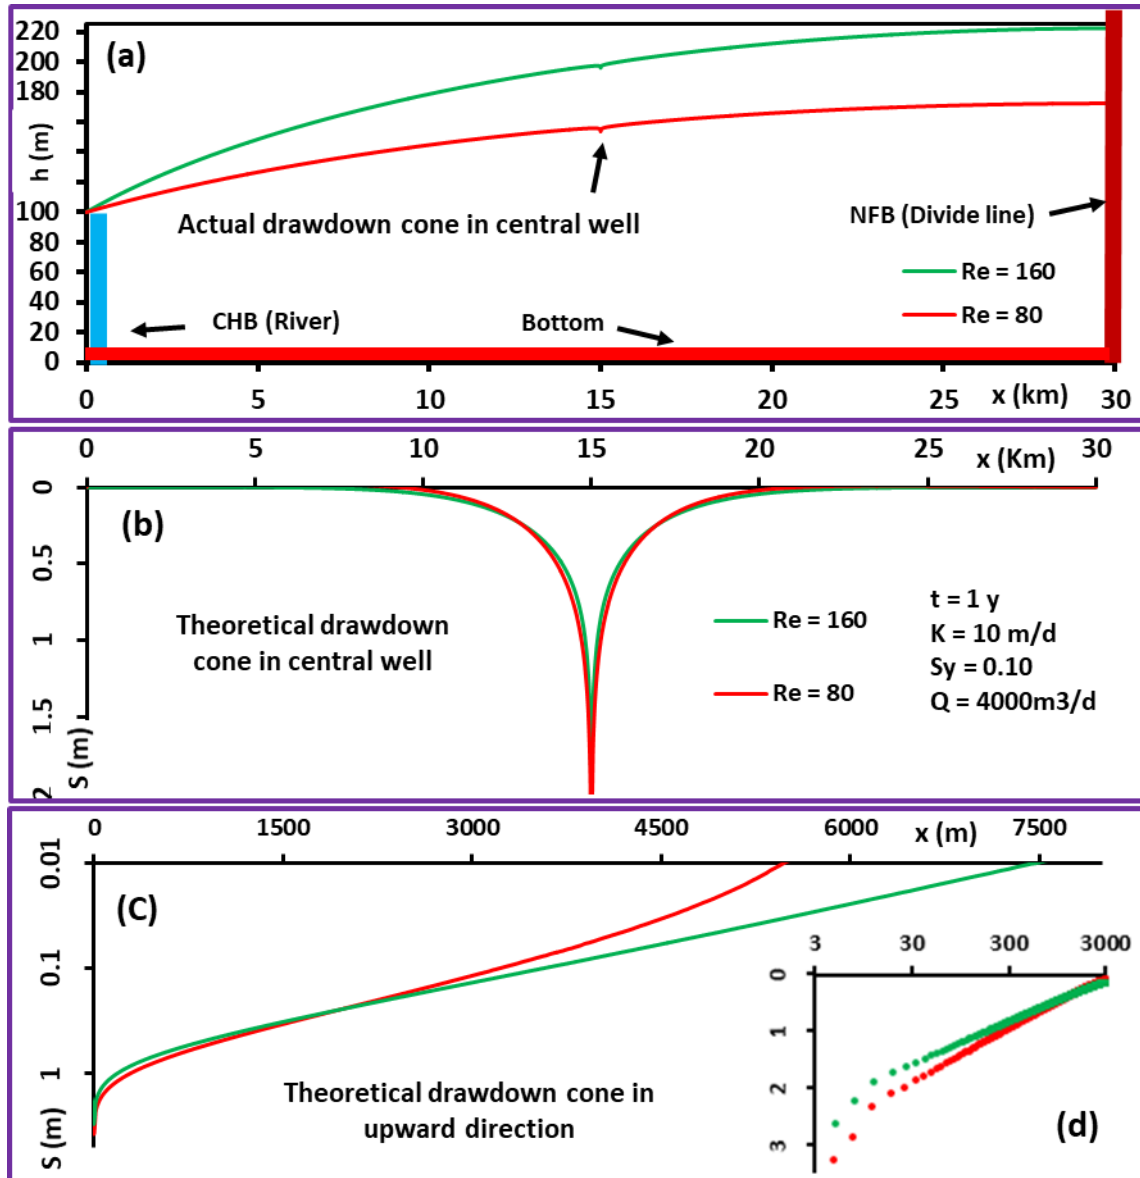 (a)
h (m)
220
200
180
100
80
60
40
20
0
Actual drawdown cone in central well
NFB (Divide line)
Re = 160
Re = 80
CHB (River)
Bottom
0 5 10 15 20 25 30
x (km)
0 5 10 15 20 25 30
x (Km)
(b)
0
0.5
1
1.5
2
S (m)
Theoretical drawdown
cone in central well
Re = 160
Re = 80
t = 1 y
K = 10 m/d
Sy = 0.10
Q = 4000m3/d
0 1500 3000 4500 6000 7500
x (m)
(C)
0.01
0.1
1
S (m)
Theoretical drawdown cone in
upward direction
3 30 300 3000
0
1
2
3
(d)